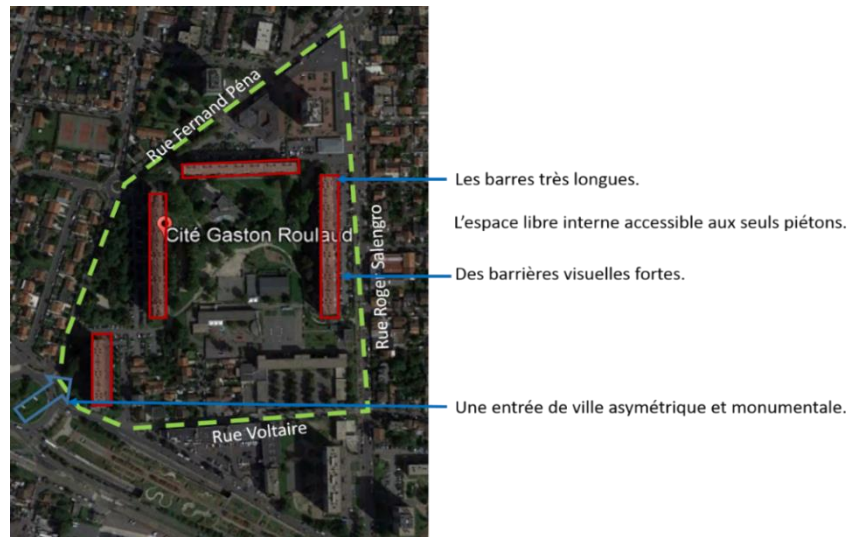 Rue Fernand Péna
Les barres très longues.
L'espace libre interne accessible aux seuls piétons.
Cité Gaston Roulaud
Rue Roger Salengro
Des barrières visuelles fortes.
Une entrée de ville asymétrique et monumentale.
Rue Voltaire